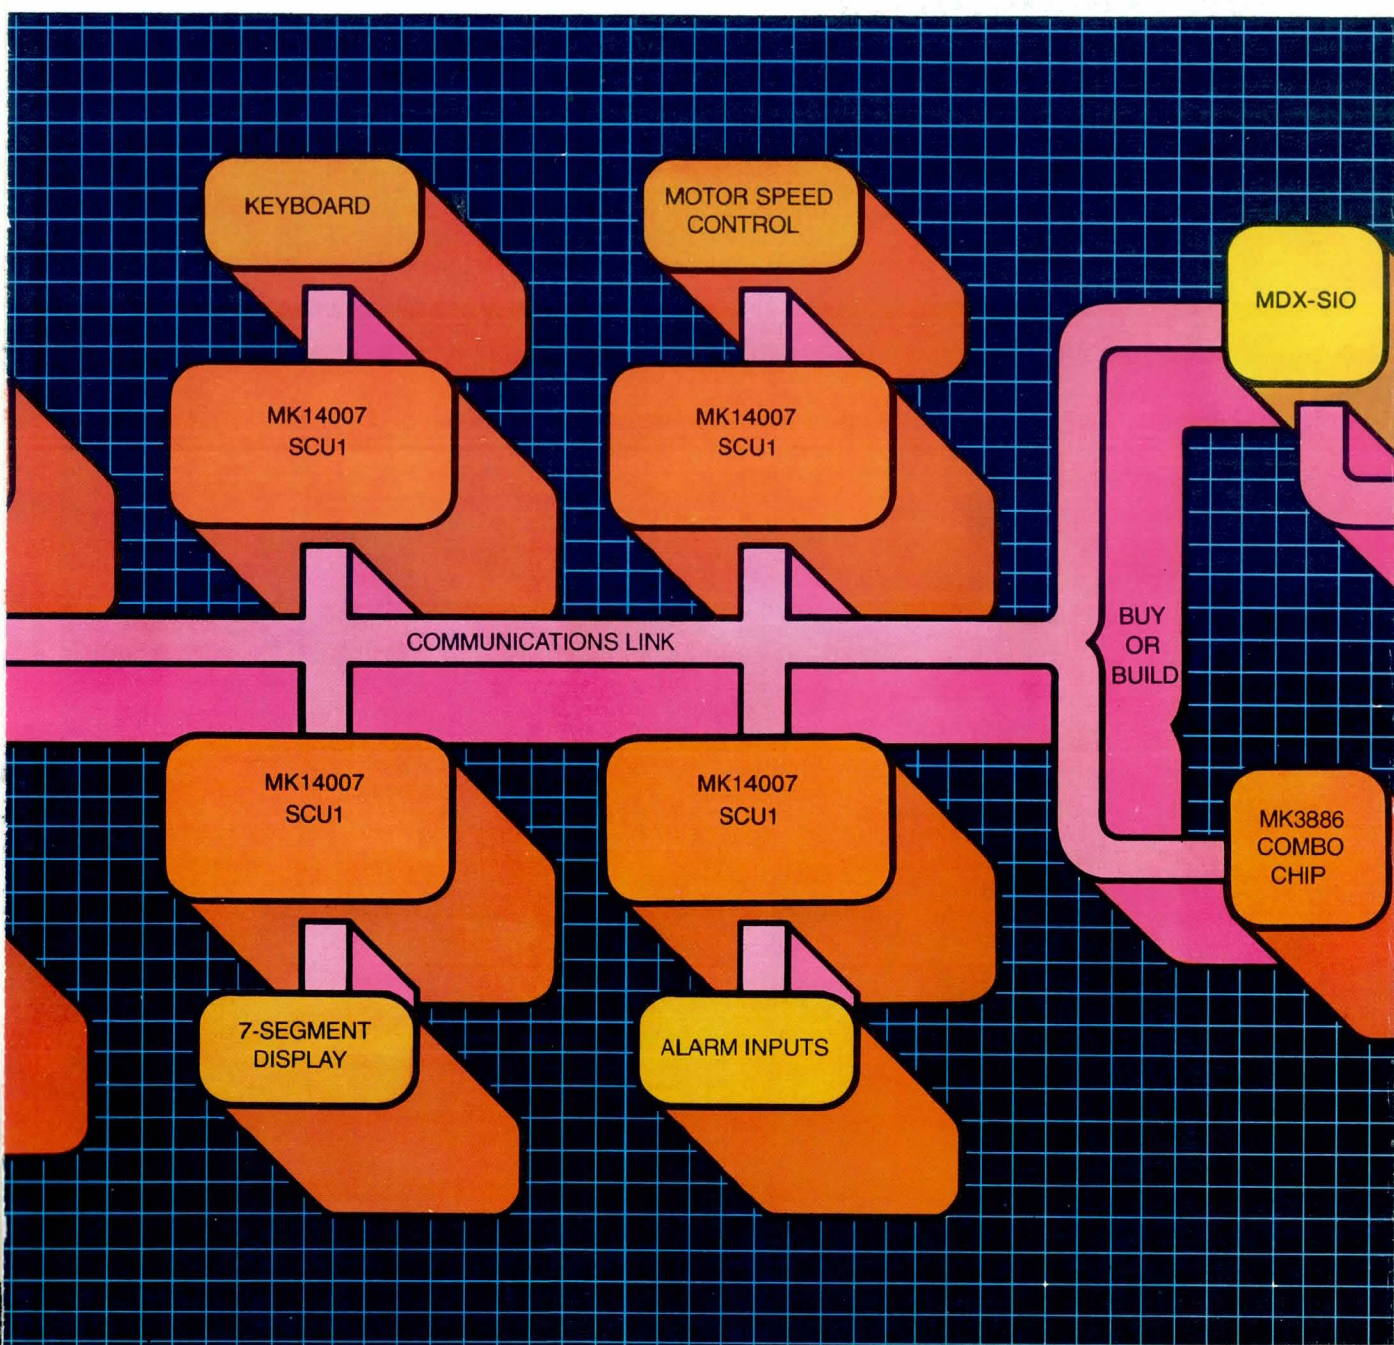 KEYBOARD
MOTOR SPEED
CONTROL
MDX-SIO
MK14007
SCU1
MK14007
SCU1
COMMUNICATIONS LINK
BUY
OR
BUILD
MK14007
SCU1
MK14007
SCU1
MK3886
COMBO
CHIP
7-SEGMENT
DISPLAY
ALARM INPUTS